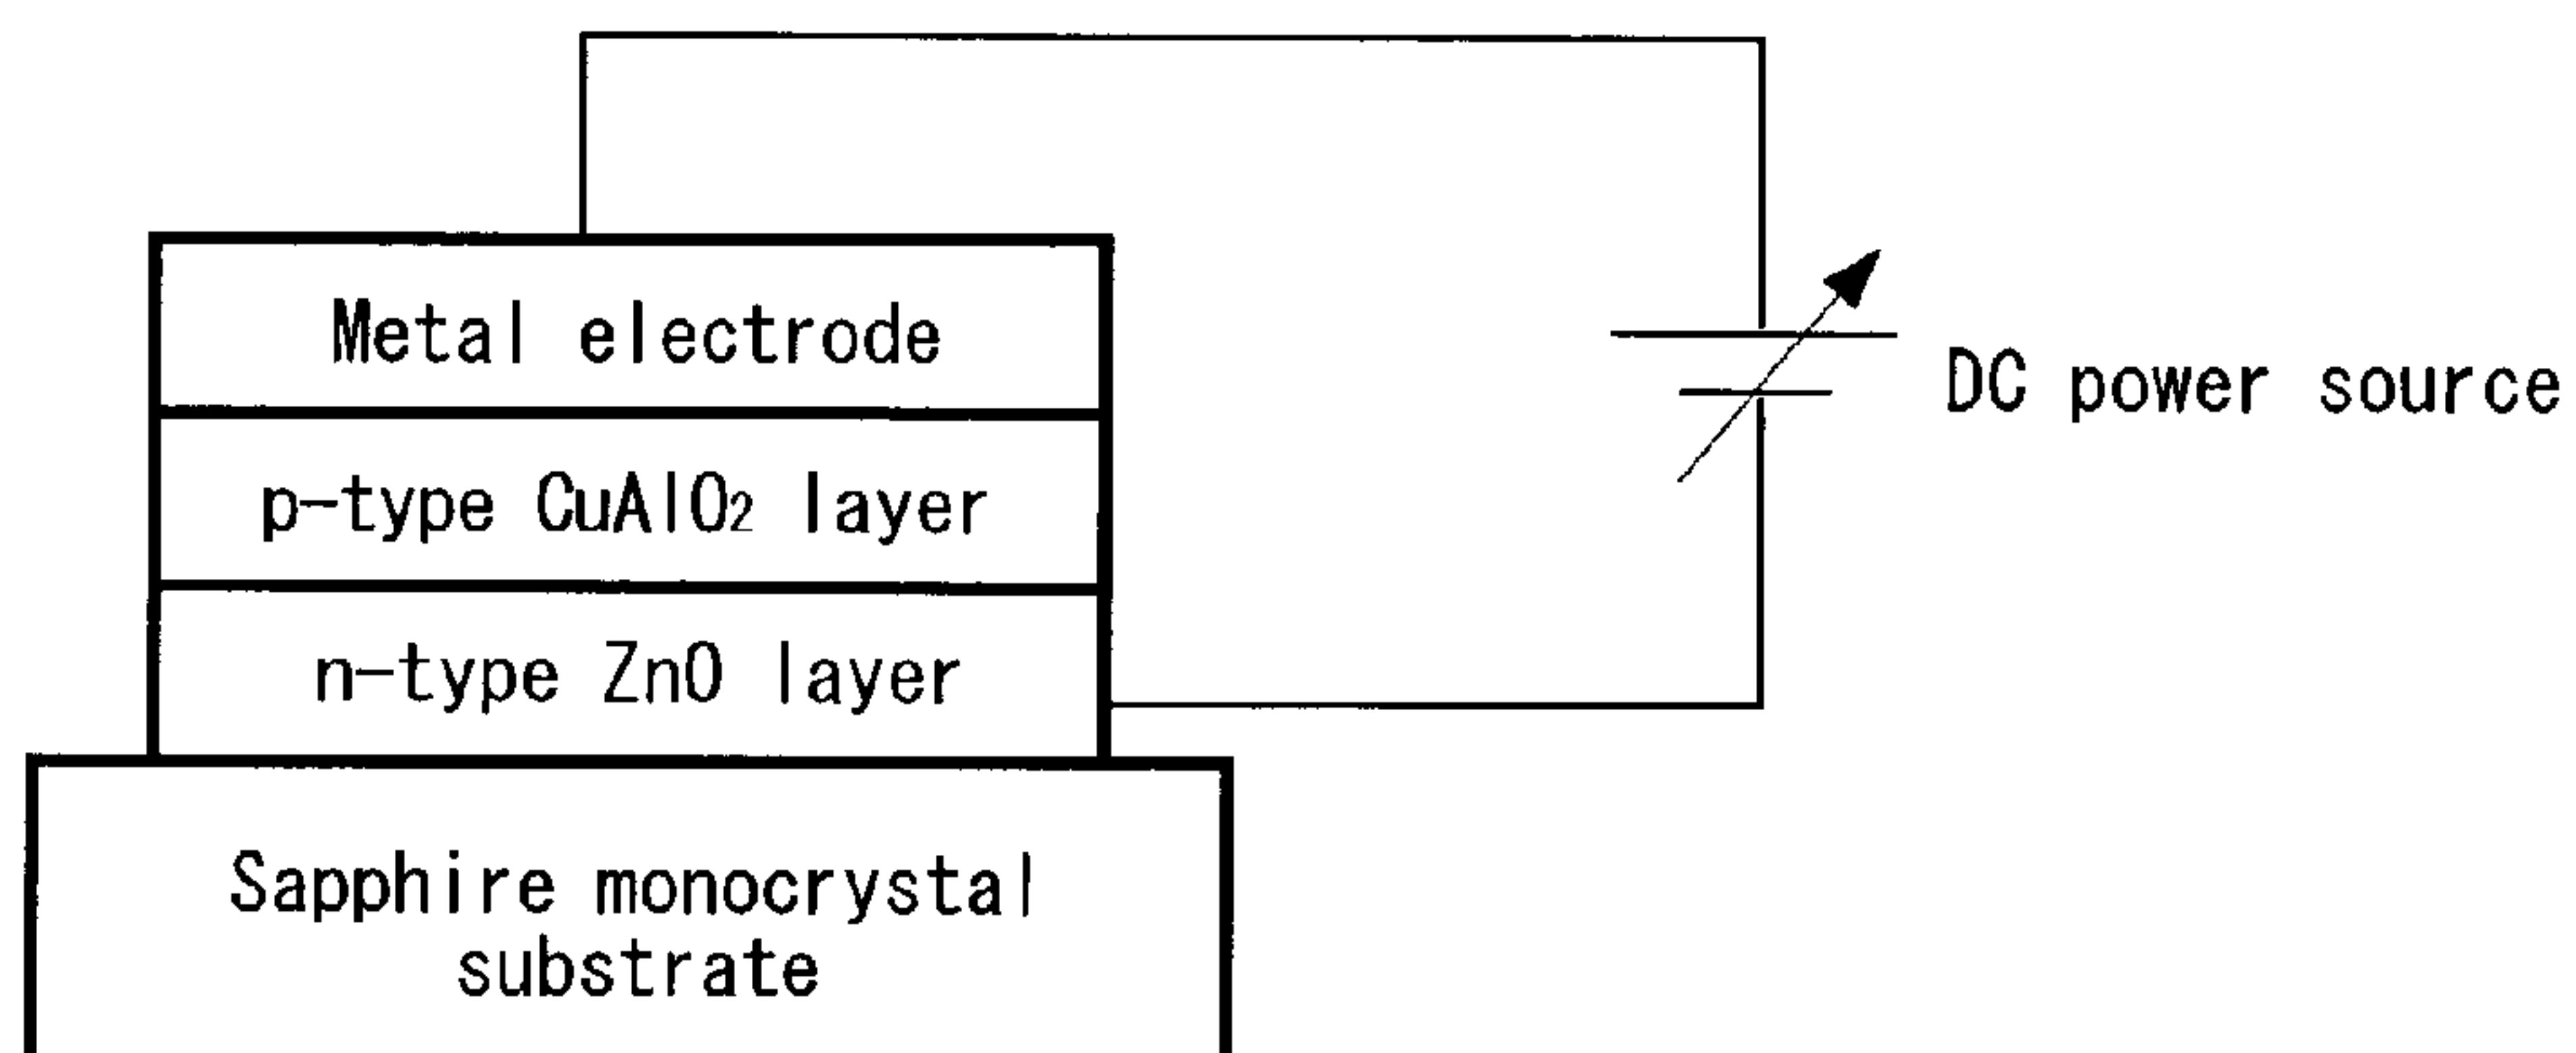 Metal electrode
DC power source
p-type CuAlO₂ layer
n-type ZnO layer
Sapphire monocrystal
substrate